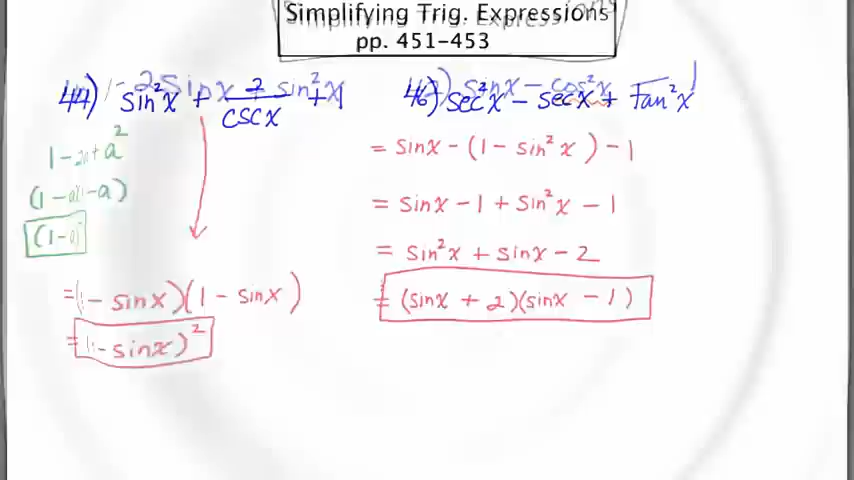 Simplifying Trig. Expressions
pp. 451-453
44) sin²x + 2/cscx + 1
46) sec²x - secx + tan²x
1-2a+a²
(1-a)(1-a)
(1-a)
= sinx - (1 - sin²x) - 1
= sinx - 1 + sin²x - 1
= sin²x + sinx - 2
= (sinx + 2)(sinx - 1)
= (1 - sinx)(1 - sinx)
= (1 - sinx)²